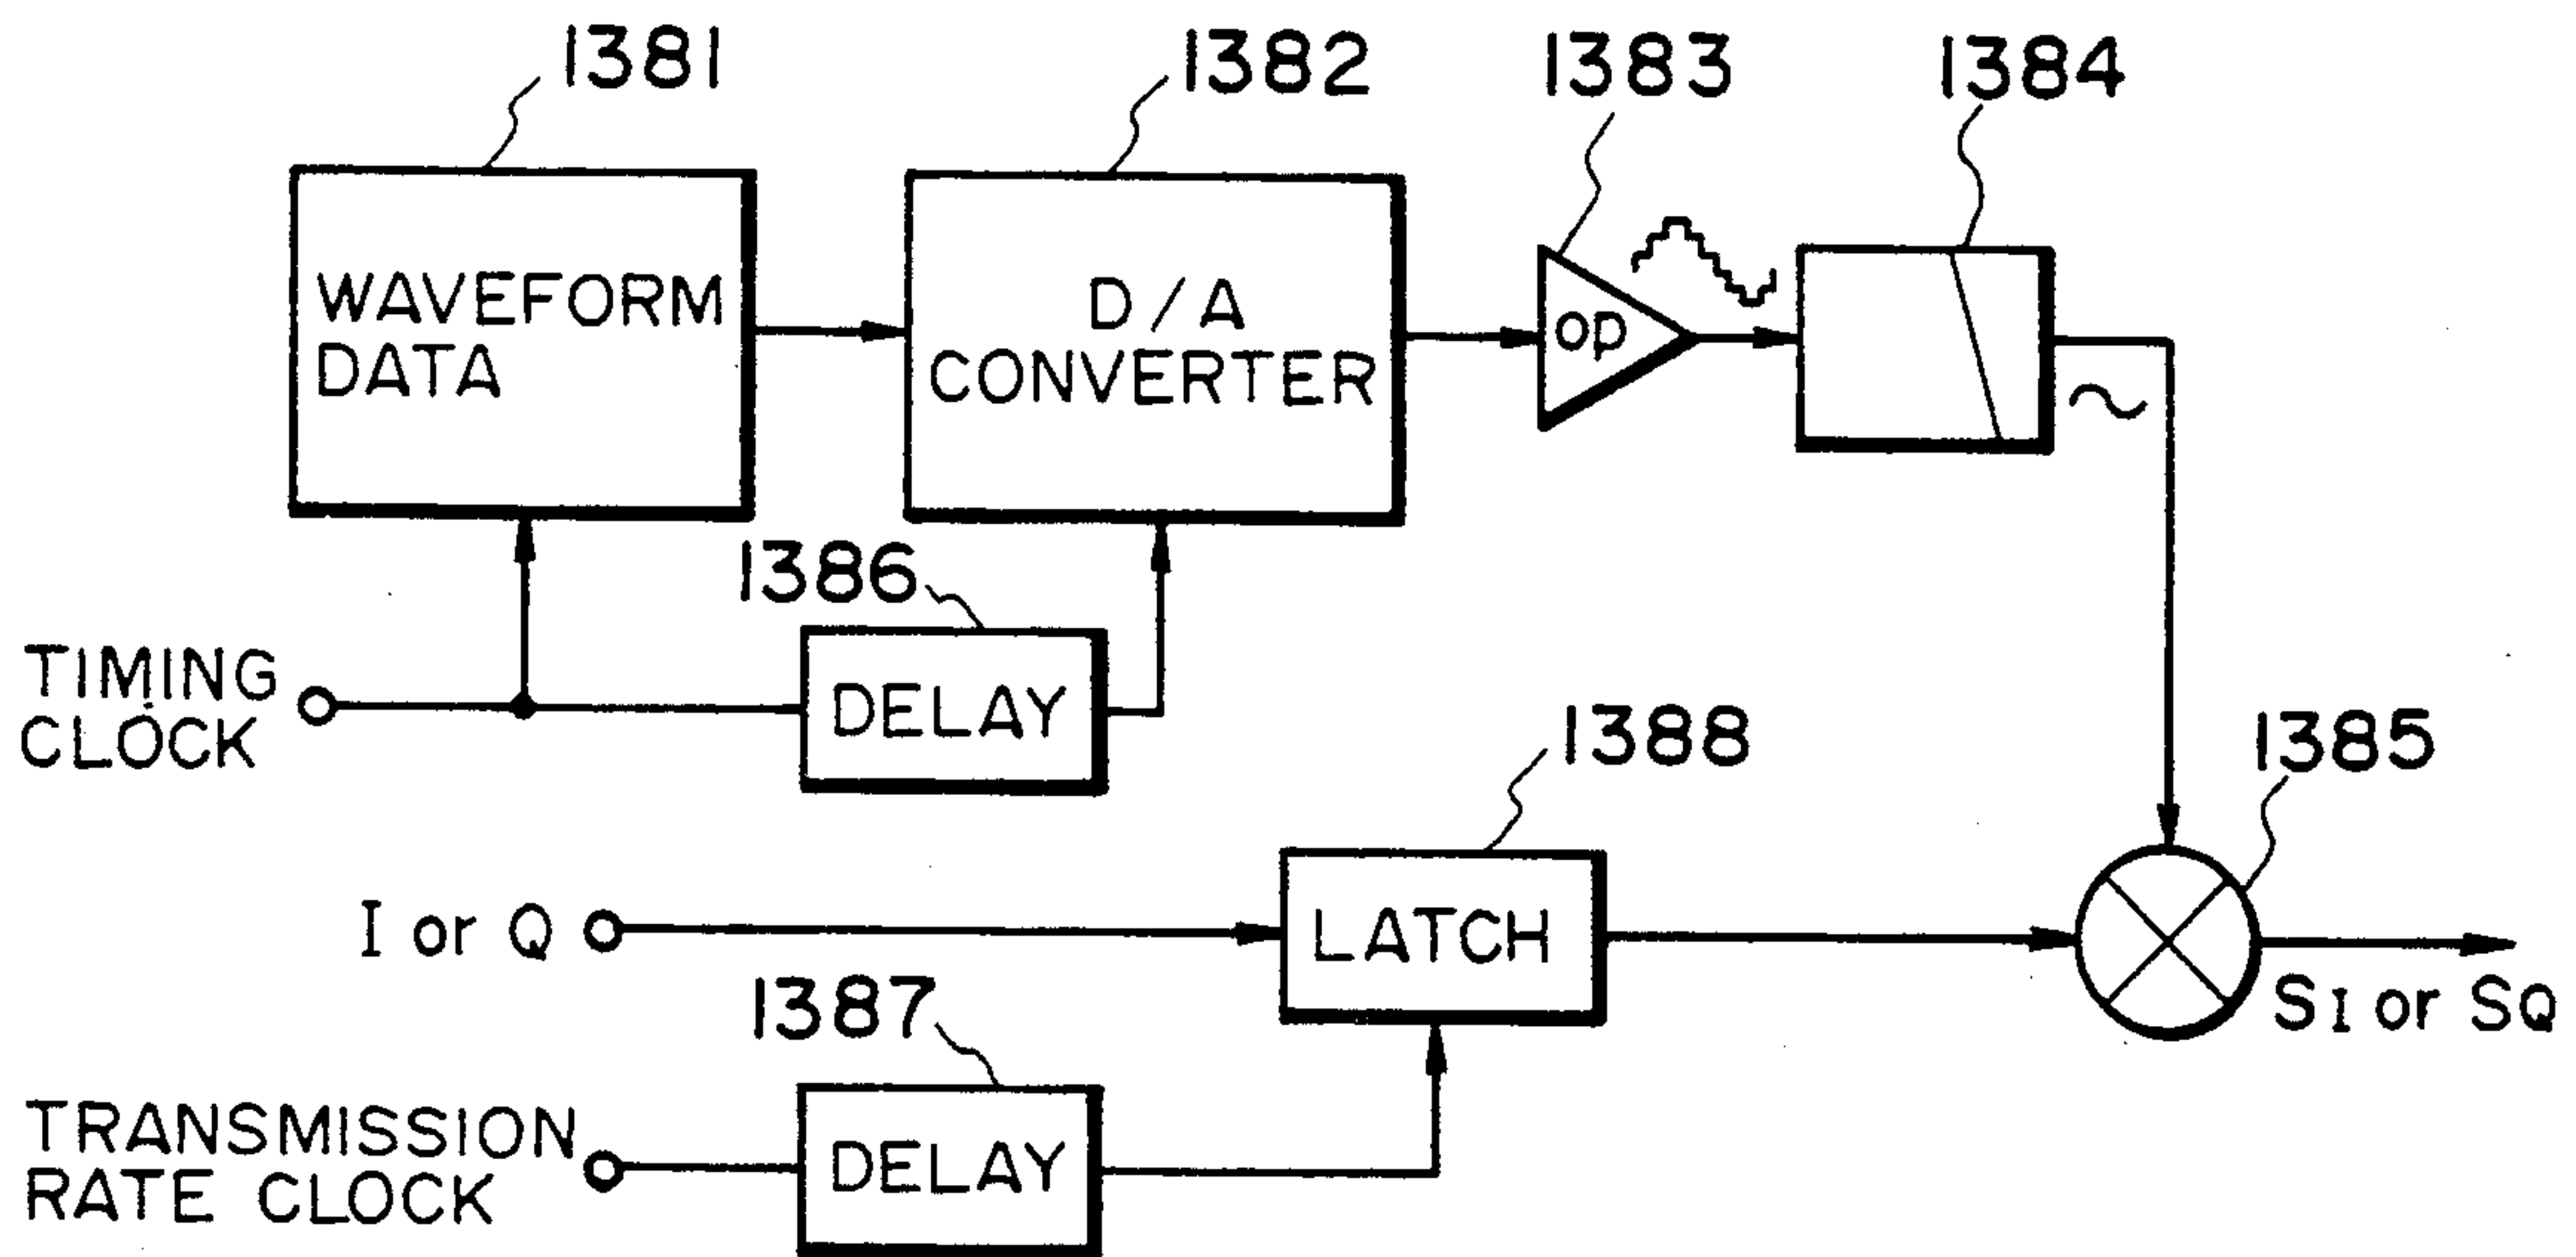 1381
1382
1383
1384
WAVEFORM
DATA
D/A
CONVERTER
OP
1386
TIMING
CLOCK
DELAY
1388
1385
I or Q
LATCH
SI or SQ
1387
TRANSMISSION
RATE CLOCK
DELAY